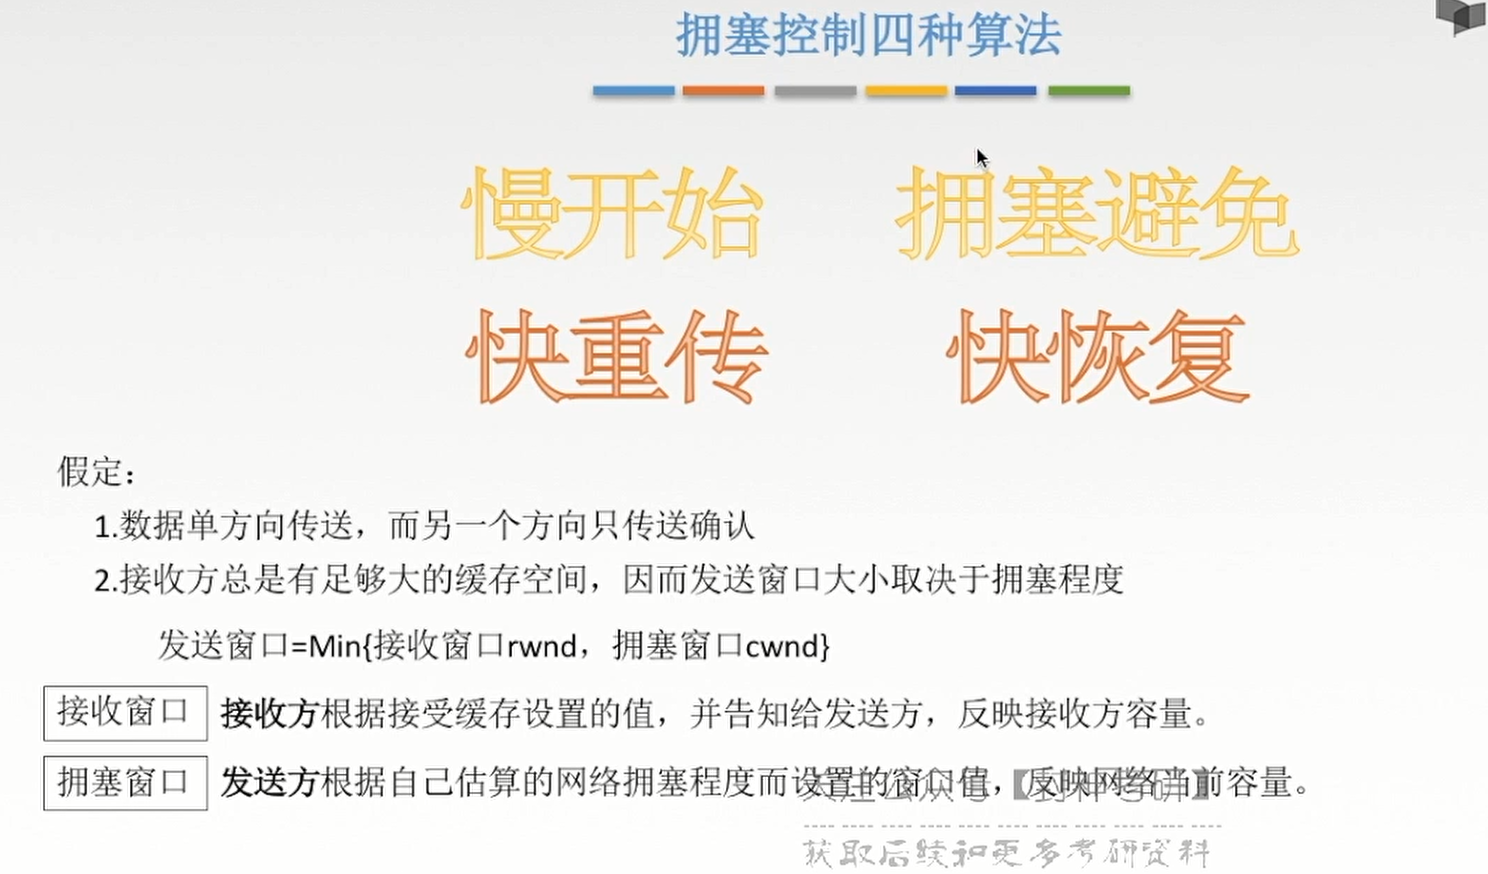 拥塞控制四种算法
慢开始 拥塞避免
快重传 快恢复
假定：
1.数据单方向传送，而另一个方向只传送确认
2.接收方总是有足够大的缓存空间，因而发送窗口大小取决于拥塞程度
发送窗口=Min{接收窗口rwnd，拥塞窗口cwnd}
接收窗口 接收方根据接受缓存设置的值，并告知给发送方，反映接收方容量。
拥塞窗口 发送方根据自己估算的网络拥塞程度而设置的窗口值，反映网络当前容量。
获取后续和更多考研资料